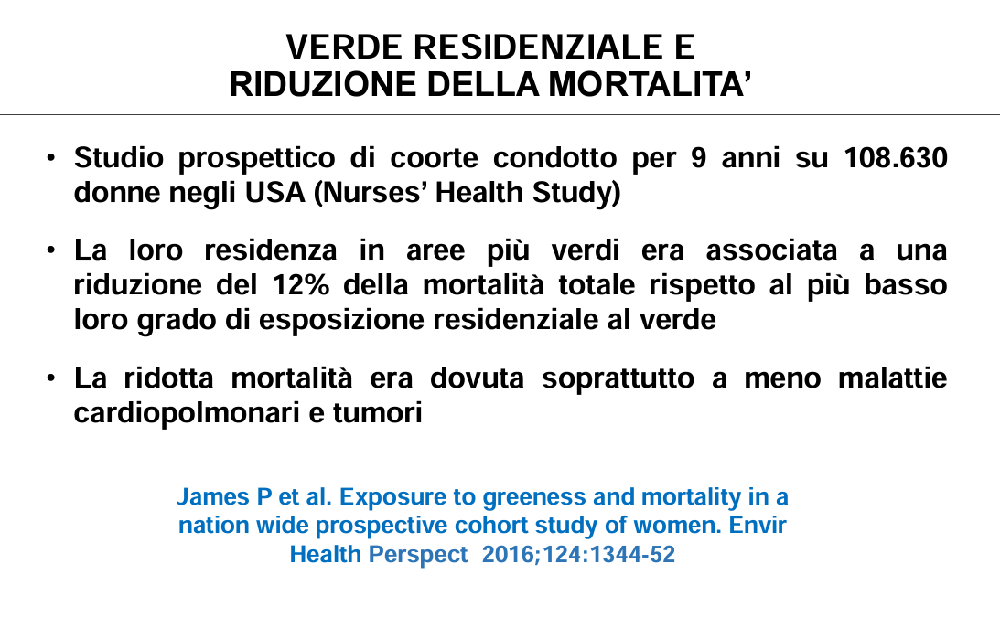 VERDE RESIDENZIALE E
RIDUZIONE DELLA MORTALITA’
• Studio prospettico di coorte condotto per 9 anni su 108.630
donne negli USA (Nurses’ Health Study)
• La loro residenza in aree più verdi era associata a una
riduzione del 12% della mortalità totale rispetto al più basso
loro grado di esposizione residenziale al verde
• La ridotta mortalità era dovuta soprattutto a meno malattie
cardiopolmonari e tumori
James P et al. Exposure to greeness and mortality in a
nation wide prospective cohort study of women. Envir
Health Perspect 2016;124:1344-52